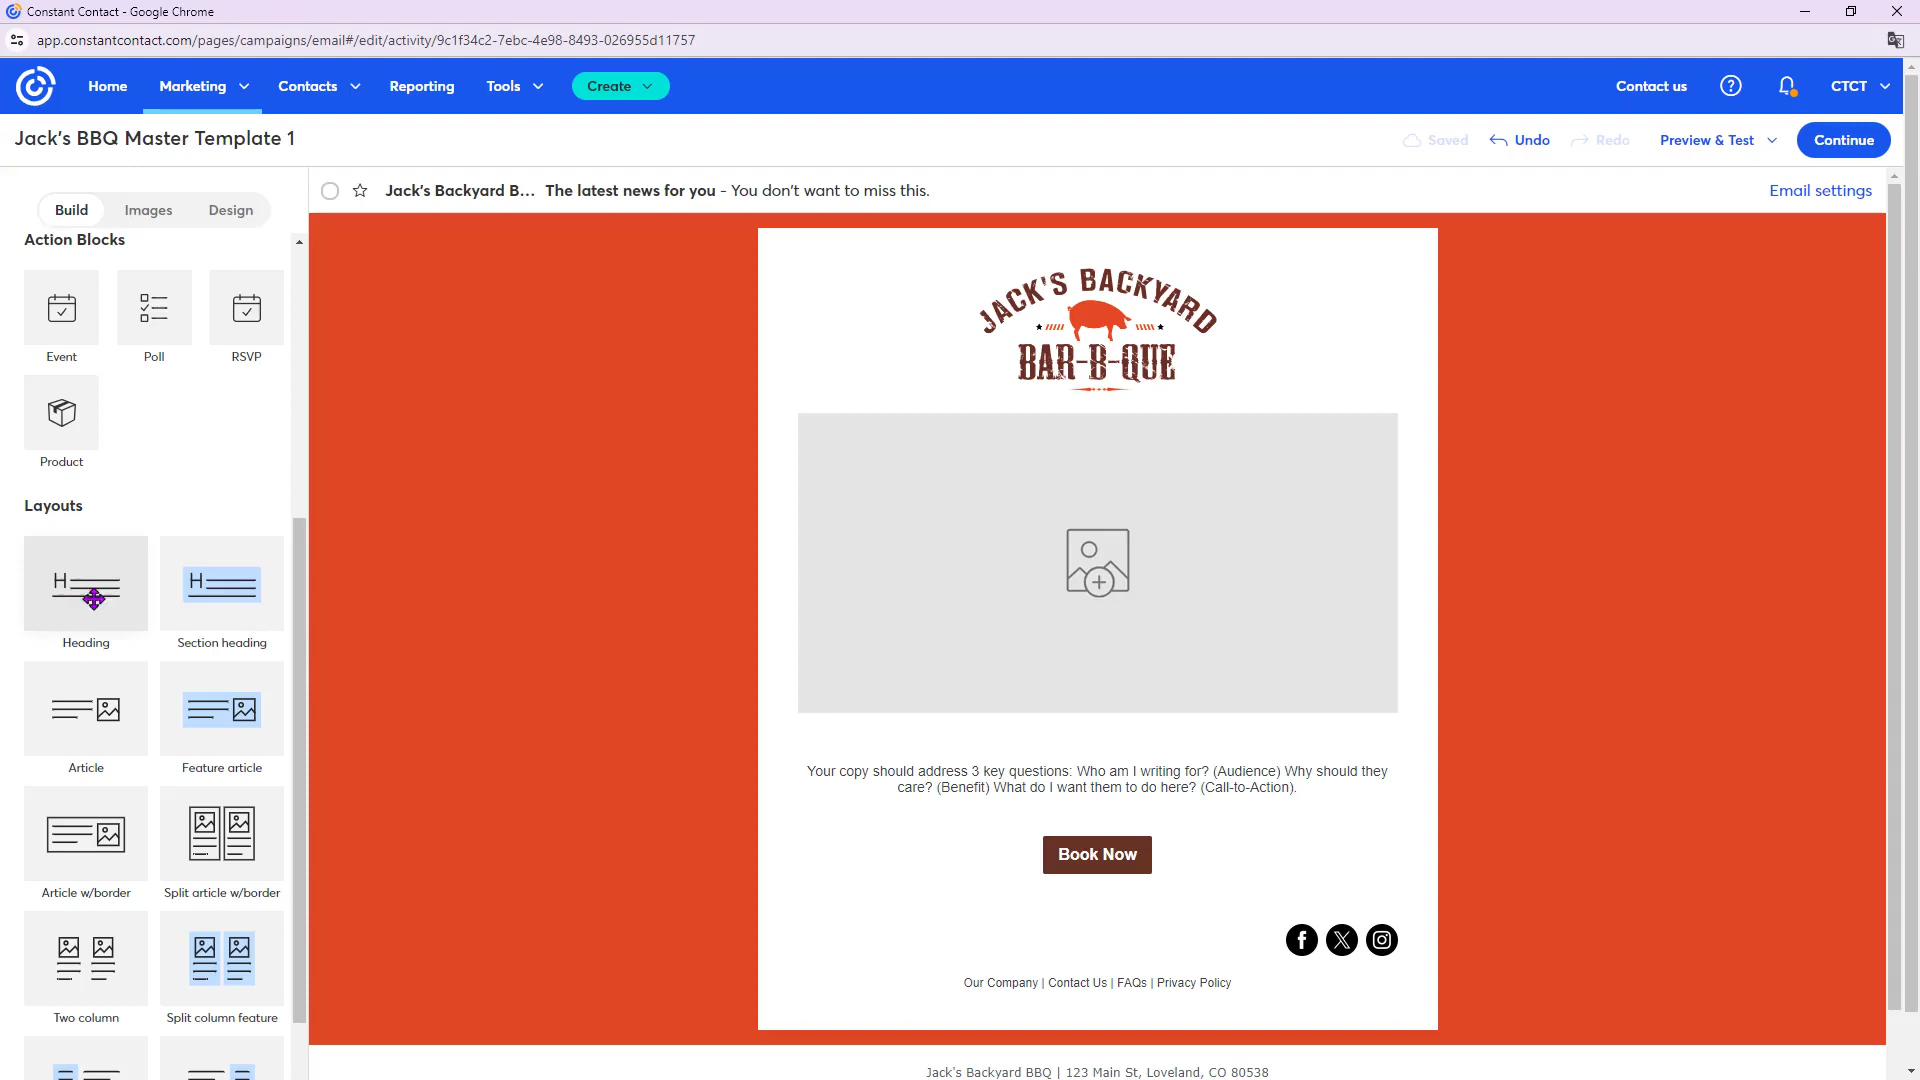 Constant Contact - Google Chrome
app.constantcontact.com/pages/campaigns/email#/edit/activity/9c1f34c2-7ebc-4e98-8493-026955d11757
Home Marketing Contacts Reporting Tools Create Contact us CTCT
Jack's BBQ Master Template 1 Saved Undo Redo Preview & Test Continue
Jack's Backyard B... The latest news for you - You don't want to miss this. Email settings
Build Images Design
Action Blocks
Event Poll RSVP
Product
Layouts
H H
Heading Section heading
Article Feature article
Article w/border Split article w/border
Two column Split column feature
JACK'S BACKYARD
BAR-B-QUE
Your copy should address 3 key questions: Who am I writing for? (Audience) Why should they
care? (Benefit) What do I want them to do here? (Call-to-Action).
Book Now
Our Company | Contact Us | FAQs | Privacy Policy
Jack's Backyard BBQ | 123 Main St, Loveland, CO 80538